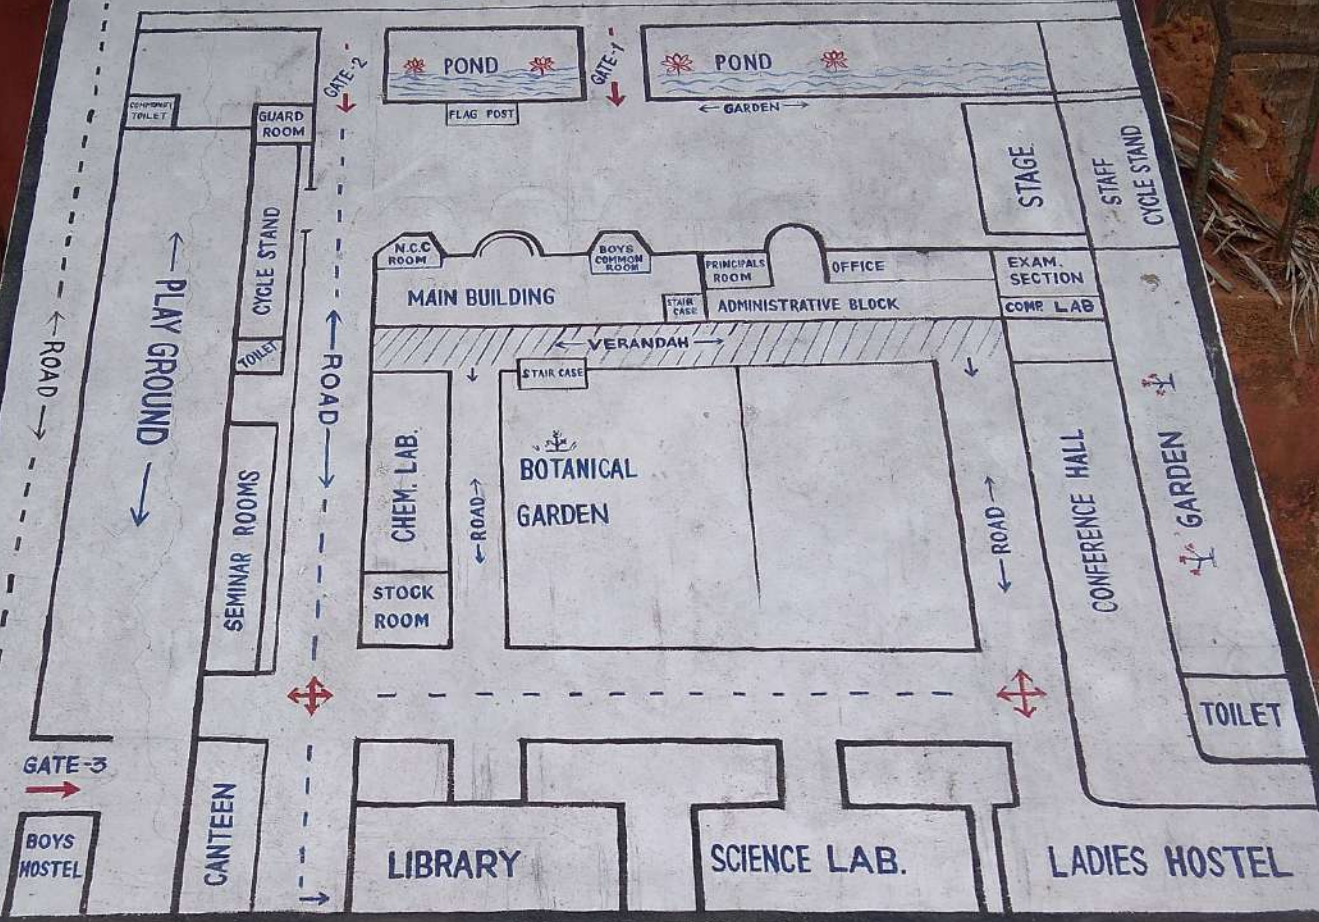 GATE-2
POND
GATE-1
POND
COMMON
TOILET
GUARD
ROOM
FLAG POST
← GARDEN →
STAGE
STAFF
CYCLE STAND
CYCLE STAND
TOILET
← ROAD →
← PLAY GROUND →
← ROAD →
N.C.C
ROOM
BOYS
COMMON
ROOM
PRINCIPALS
ROOM
OFFICE
EXAM.
SECTION
MAIN BUILDING
STAIR
CASE
ADMINISTRATIVE BLOCK
COMP. LAB
← VERANDAH →
STAIR CASE
CHEM. LAB.
← ROAD →
BOTANICAL
GARDEN
← ROAD →
CONFERENCE HALL
GARDEN
SEMINAR ROOMS
STOCK
ROOM
TOILET
GATE-3
BOYS
HOSTEL
CANTEEN
LIBRARY
SCIENCE LAB.
LADIES HOSTEL